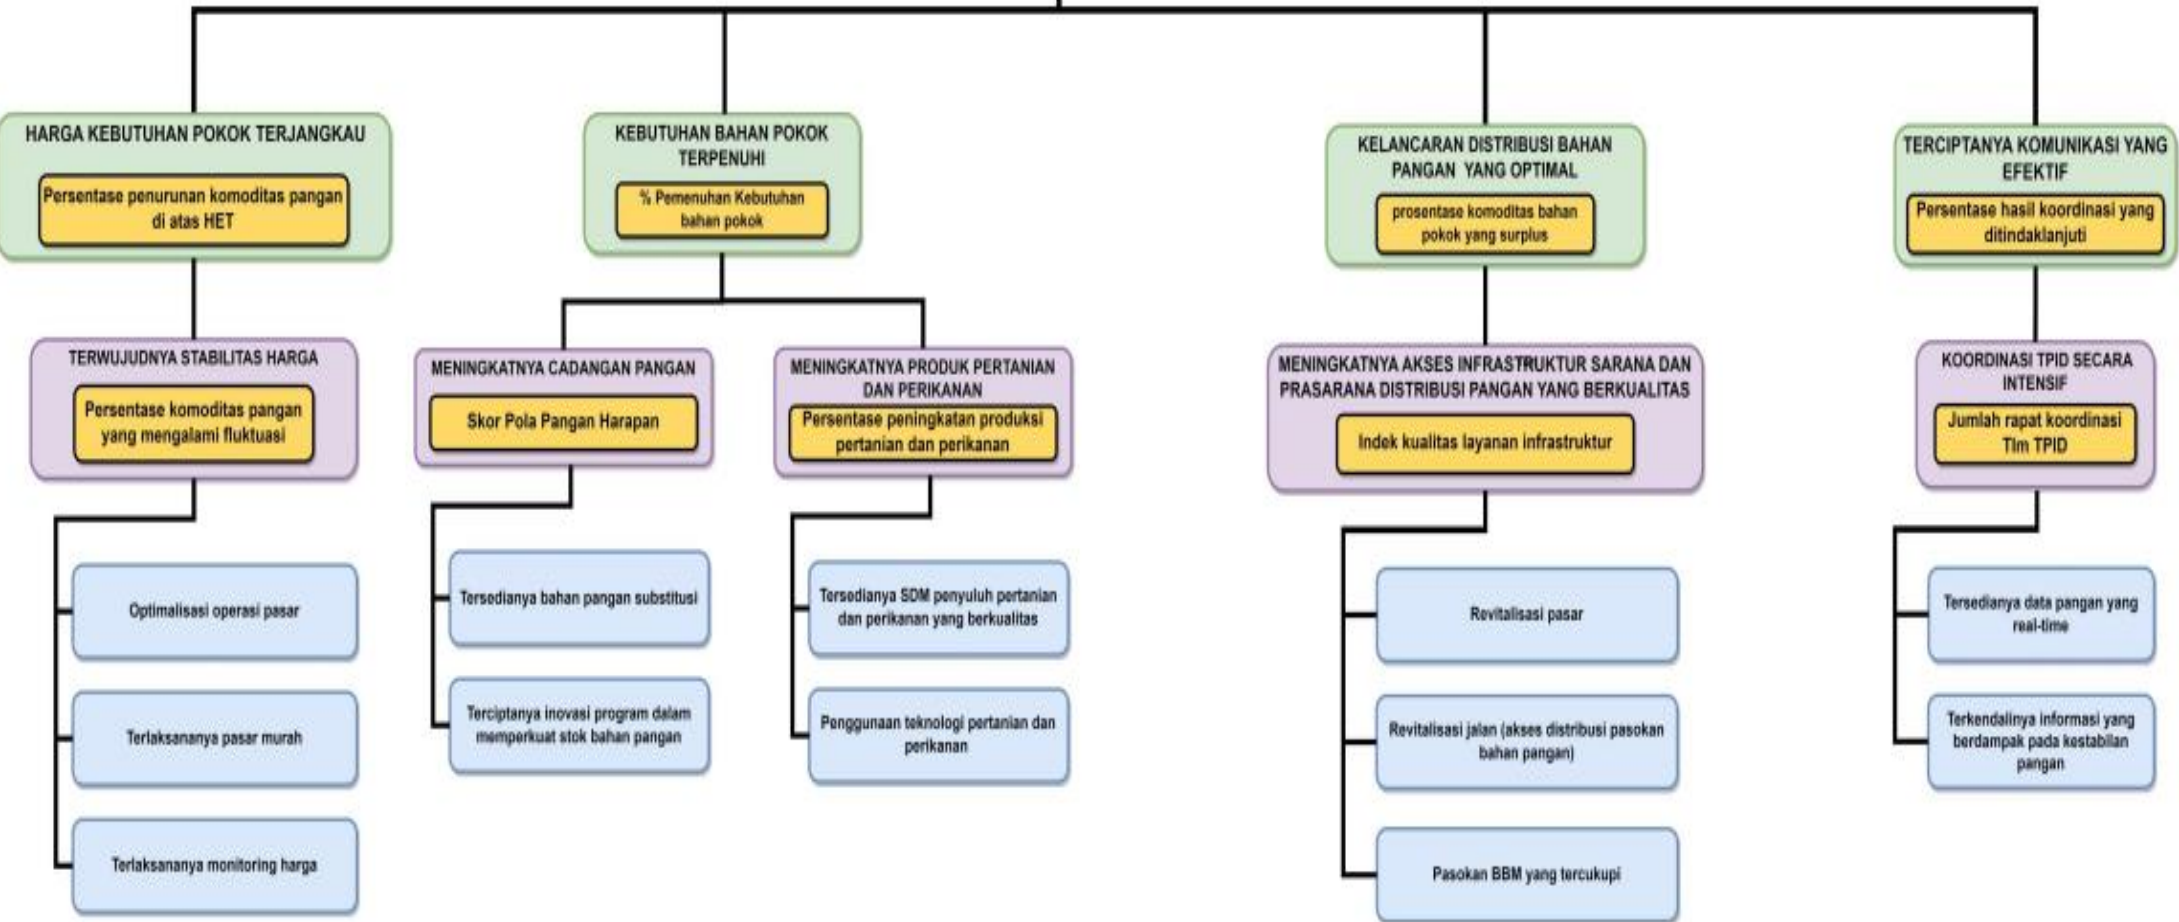 HARGA KEBUTUHAN POKOK TERJANGKAU
Persentase penurunan komoditas pangan
di atas HET
KEBUTUHAN BAHAN POKOK
TERPENUHI
% Pemenuhan Kebutuhan
bahan pokok
KELANCARAN DISTRIBUSI BAHAN
PANGAN YANG OPTIMAL
prosentase komoditas bahan
pokok yang surplus
TERCIPTANYA KOMUNIKASI YANG
EFEKTIF
Persentase hasil koordinasi yang
ditindaklanjuti
TERWUJUDNYA STABILITAS HARGA
Persentase komoditas pangan
yang mengalami fluktuasi
MENINGKATNYA CADANGAN PANGAN
Skor Pola Pangan Harapan
MENINGKATNYA PRODUK PERTANIAN
DAN PERIKANAN
Persentase peningkatan produksi
pertanian dan perikanan
MENINGKATNYA AKSES INFRASTRUKTUR SARANA DAN
PRASARANA DISTRIBUSI PANGAN YANG BERKUALITAS
Indek kualitas layanan infrastruktur
KOORDINASI TPID SECARA
INTENSIF
Jumlah rapat koordinasi
TIm TPID
Optimalisasi operasi pasar
Terlaksananya pasar murah
Terlaksananya monitoring harga
Tersedianya bahan pangan substitusi
Terciptanya inovasi program dalam
memperkuat stok bahan pangan
Tersedianya SDM penyuluh pertanian
dan perikanan yang berkualitas
Penggunaan teknologi pertanian dan
perikanan
Revitalisasi pasar
Revitalisasi jalan (akses distribusi pasokan
bahan pangan)
Pasokan BBM yang tercukupi
Tersedianya data pangan yang
real-time
Terkendalinya informasi yang
berdampak pada kestabilan
pangan